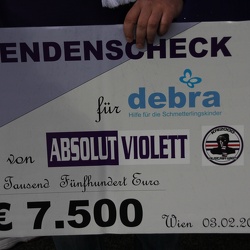 ENDENSCHECK
für debra
Hilfe für die Schmetterlingskinder
von ABSOLUT VIOLETT
Tausend Fünfhundert Euro
€ 7.500 Wien 03.02.20